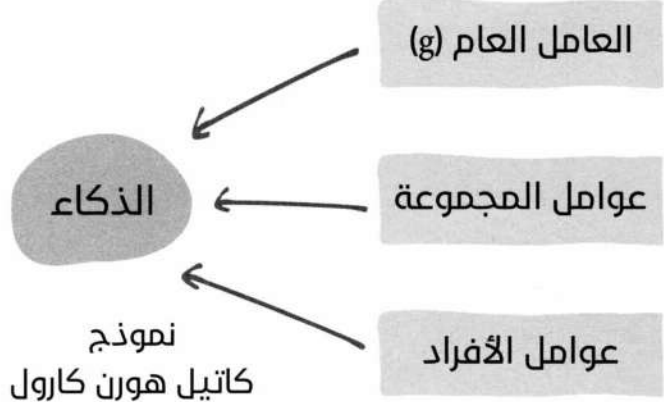 العامل العام (g)
عوامل المجموعة
الذكاء
عوامل الأفراد
نموذج
كاتيل هورن كارول